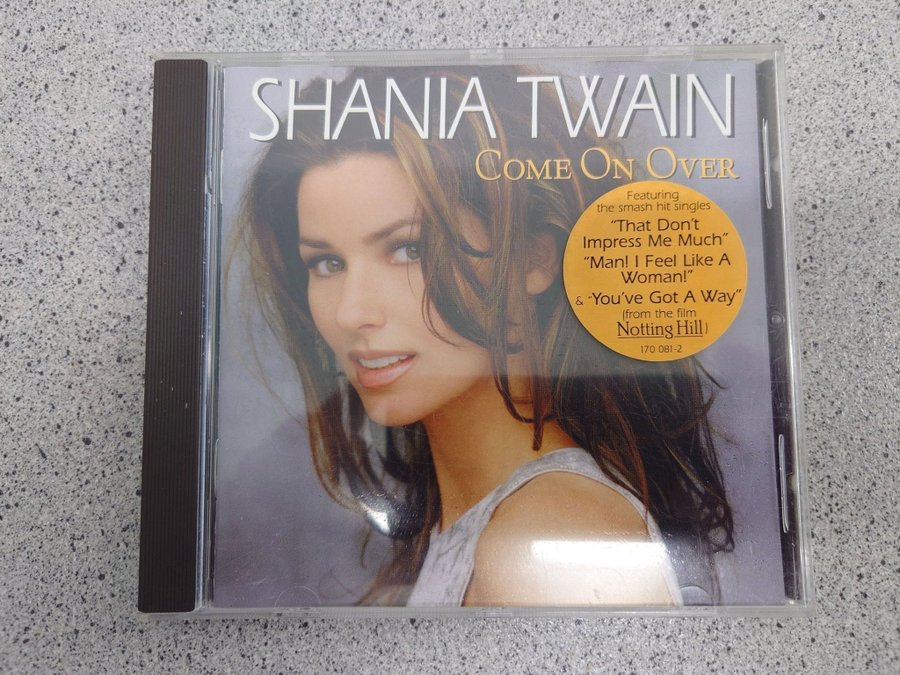 SHANIA TWAIN
COME ON OVER
Featuring
the smash hit singles
"That Don't
Impress Me Much"
"Man! I Feel Like A
Woman!"
& "You've Got A Way"
(from the film
Notting Hill)
170 081-2